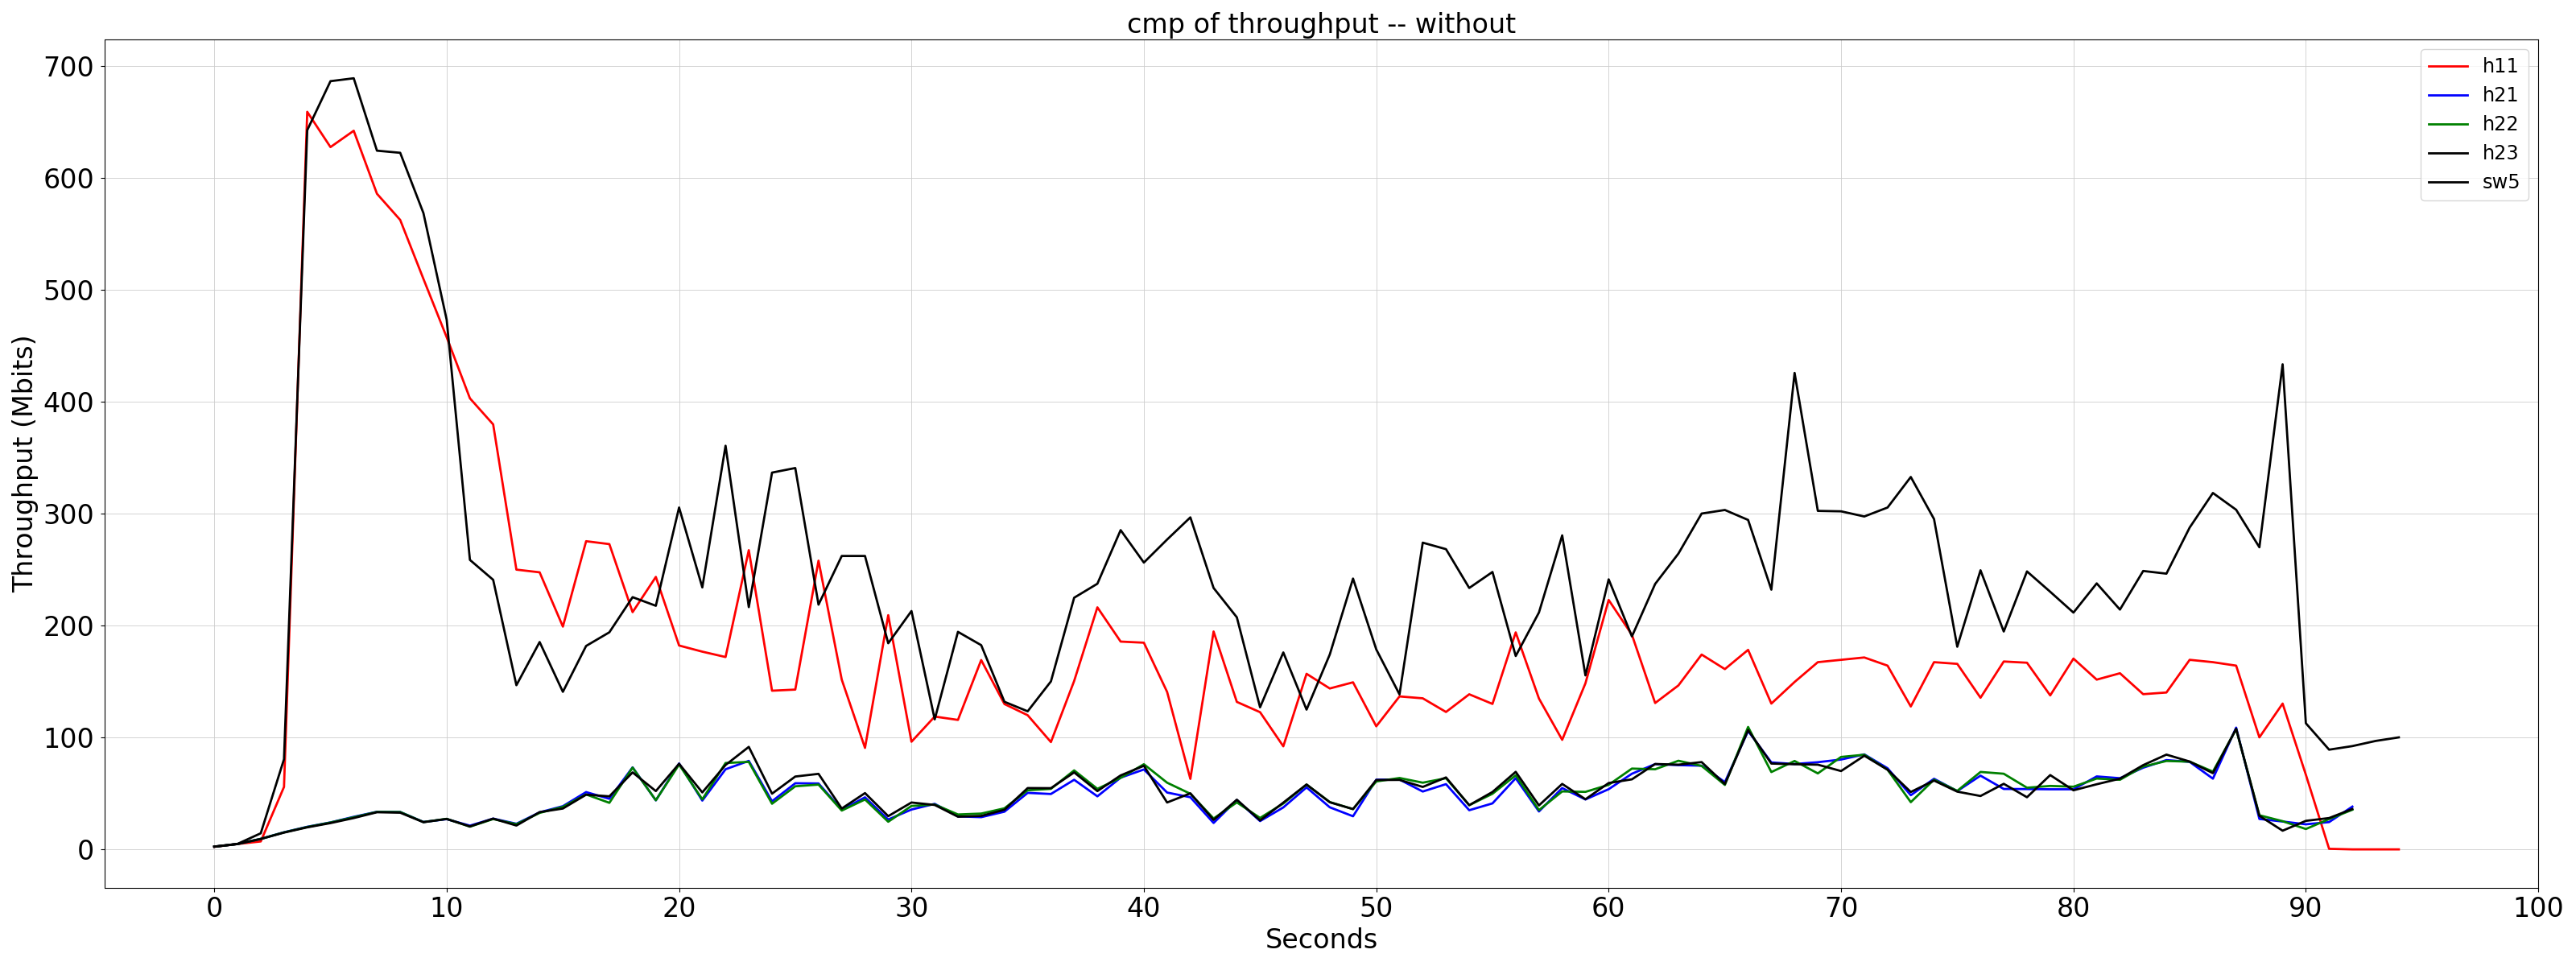 cmp of throughput -- without
Throughput (Mbits)
700
600
500
400
300
200
100
0
h11
h21
h22
h23
sw5
0 10 20 30 40 50 60 70 80 90 100
Seconds